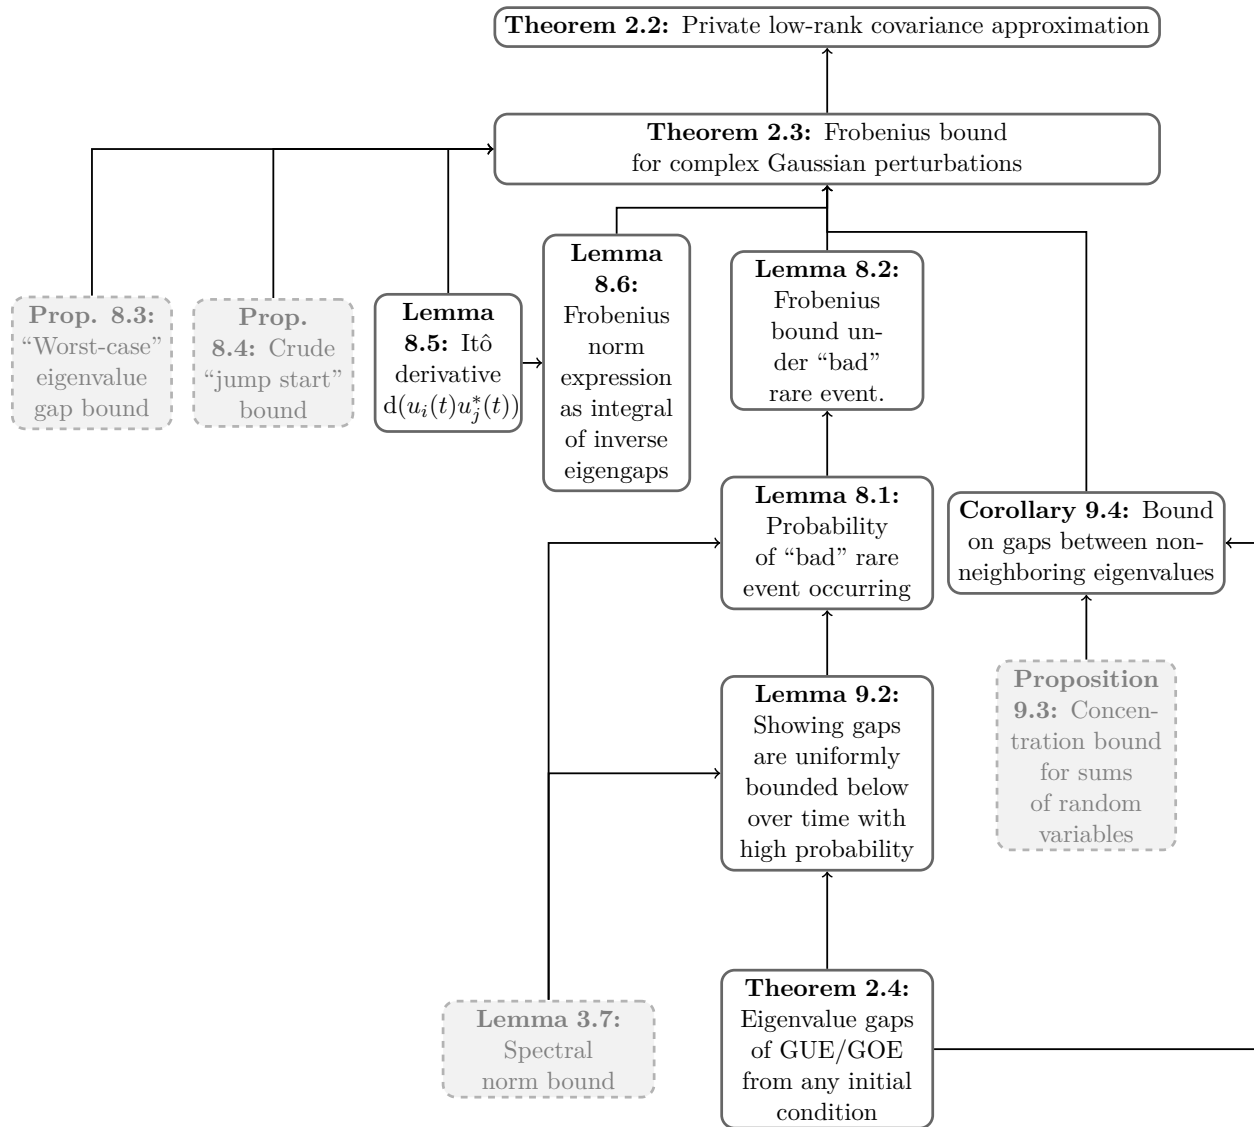 Theorem 2.2: Private low-rank covariance approximation
Theorem 2.3: Frobenius bound
for complex Gaussian perturbations
Prop. 8.3:
“Worst-case”
eigenvalue
gap bound
Prop.
8.4: Crude
“jump start”
bound
Lemma
8.5: Itô
derivative
d(u_i(t)u_j^*(t))
Lemma
8.6:
Frobenius
norm
expression
as integral
of inverse
eigengaps
Lemma 8.2:
Frobenius
bound un-
der “bad”
rare event.
Lemma 8.1:
Probability
of “bad” rare
event occurring
Corollary 9.4: Bound
on gaps between non-
neighboring eigenvalues
Lemma 9.2:
Showing gaps
are uniformly
bounded below
over time with
high probability
Proposition
9.3: Concen-
tration bound
for sums
of random
variables
Lemma 3.7:
Spectral
norm bound
Theorem 2.4:
Eigenvalue gaps
of GUE/GOE
from any initial
condition